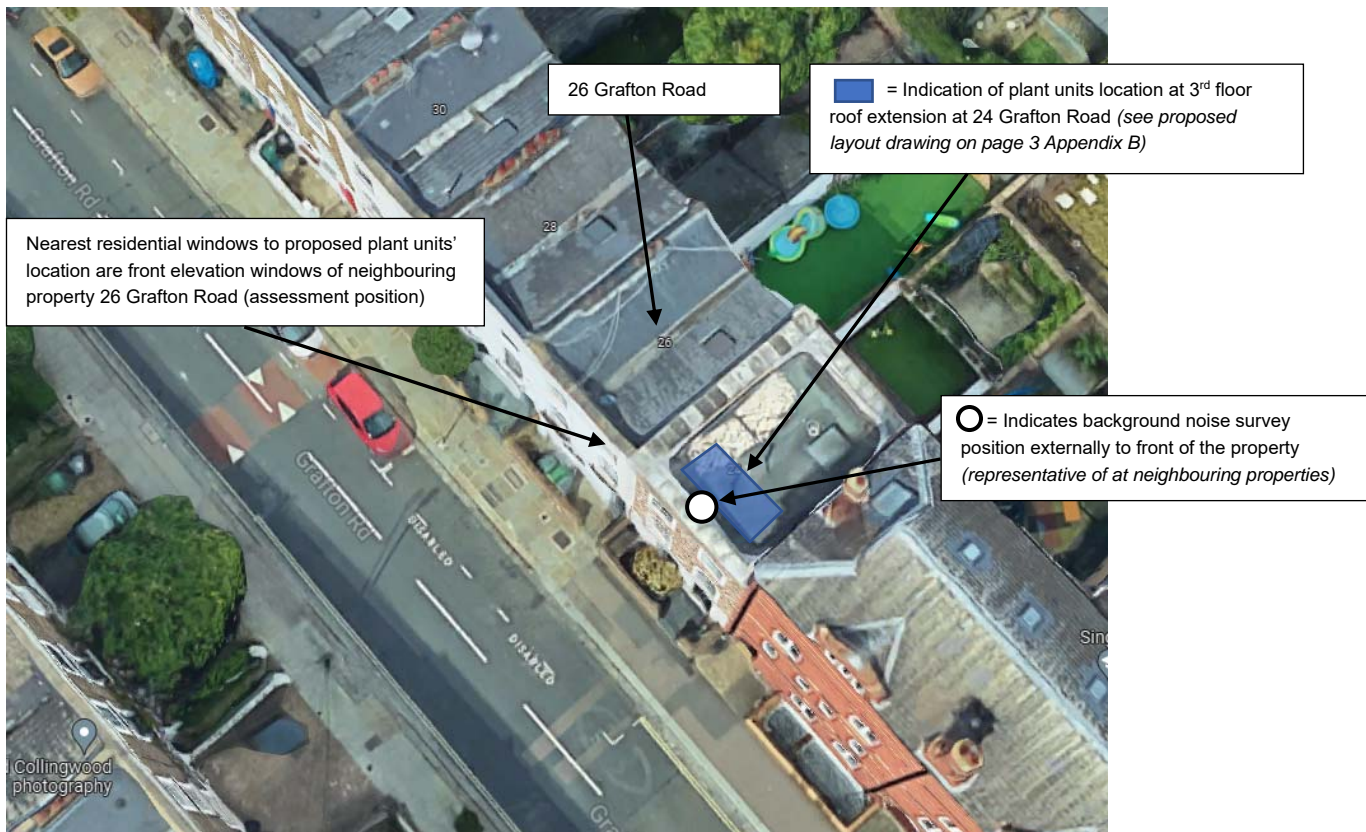 26 Grafton Road
= Indication of plant units location at 3rd floor
roof extension at 24 Grafton Road (see proposed
layout drawing on page 3 Appendix B)
30
Grafton Rd
28
Nearest residential windows to proposed plant units'
location are front elevation windows of neighbouring
property 26 Grafton Road (assessment position)
26
= Indicates background noise survey
position externally to front of the property
(representative of at neighbouring properties)
Grafton Rd
DISABLED
DISABLED
Collingwood
photography